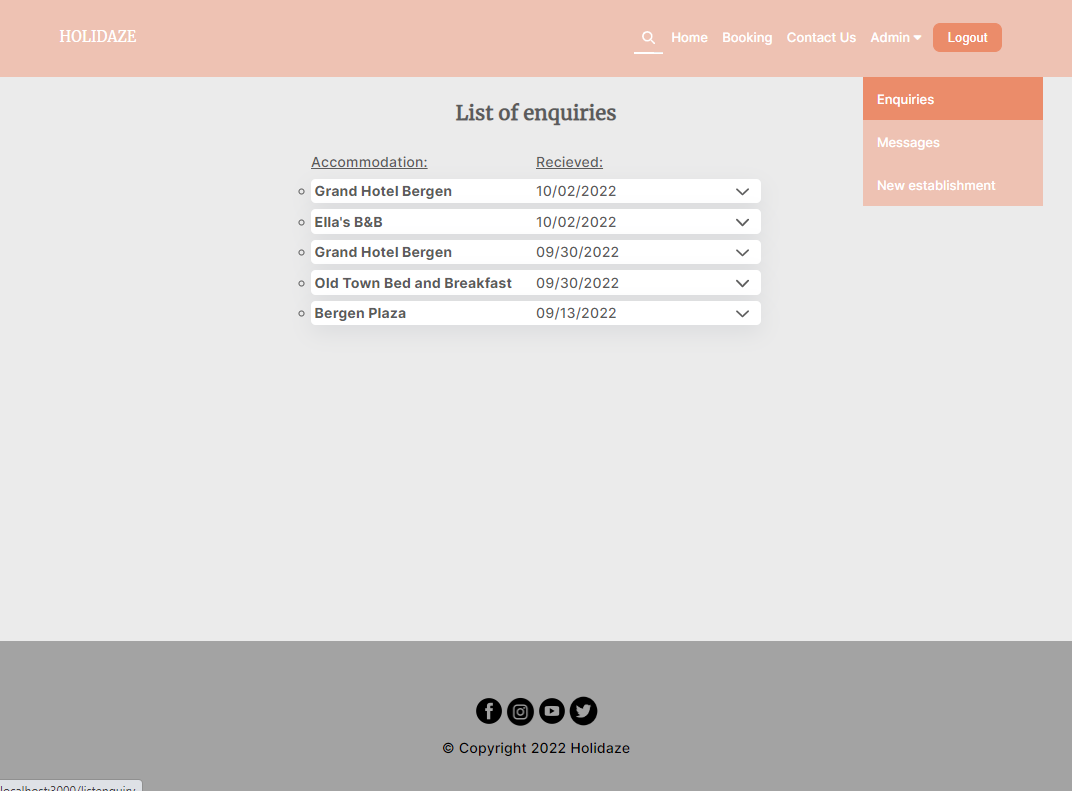 HOLIDAZE
Home Booking Contact Us Admin Logout
Enquiries
Messages
New establishment
List of enquiries
Accommodation: Recieved:
Grand Hotel Bergen 10/02/2022
Ella's B&B 10/02/2022
Grand Hotel Bergen 09/30/2022
Old Town Bed and Breakfast 09/30/2022
Bergen Plaza 09/13/2022
© Copyright 2022 Holidaze
localhost:3000/listenquiry